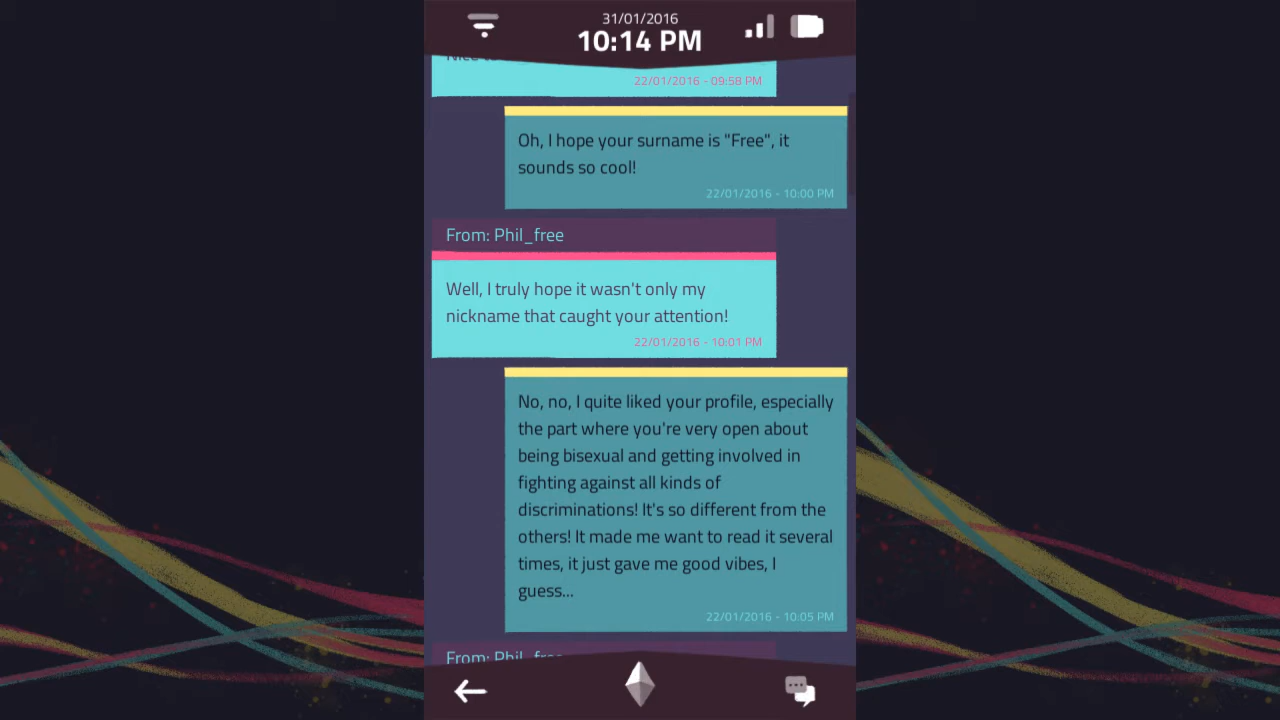 31/01/2016
10:14 PM
22/01/2016 - 09:58 PM
Oh, I hope your surname is "Free", it
sounds so cool!
22/01/2016 - 10:00 PM
From: Phil_free
Well, I truly hope it wasn't only my
nickname that caught your attention!
22/01/2016 - 10:01 PM
No, no, I quite liked your profile, especially
the part where you're very open about
being bisexual and getting involved in
fighting against all kinds of
discriminations! It's so different from the
others! It made me want to read it several
times, it just gave me good vibes, I
guess...
22/01/2016 - 10:05 PM
From: Phil_free